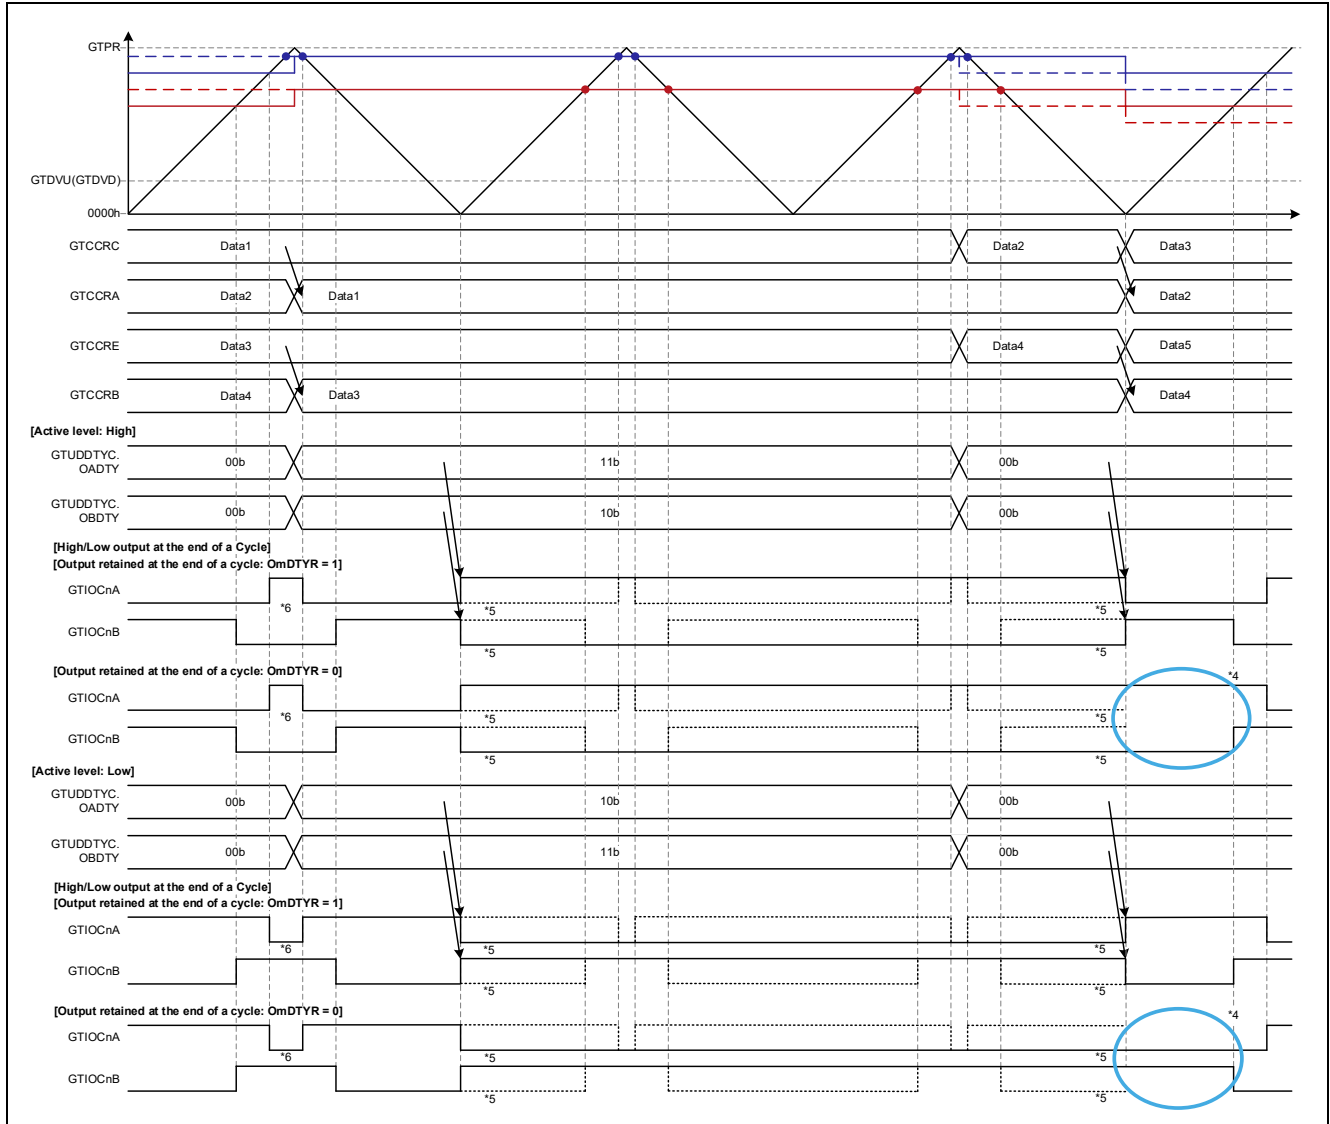 GTPR
GTDVU(GTDVD)
0000h
GTCCRC Data1 Data2 Data3
GTCCRA Data2 Data1 Data2
GTCCRE Data3 Data4 Data5
GTCCRB Data4 Data3 Data4
[Active level: High]
GTUDDTYC.
OADTY 00b 11b 00b
GTUDDTYC.
OBDTY 00b 10b 00b
[High/Low output at the end of a Cycle]
[Output retained at the end of a cycle: OmDTYR = 1]
GTIOCnA *6 *5 *5
GTIOCnB *5 *5
[Output retained at the end of a cycle: OmDTYR = 0] *4
GTIOCnA *6 *5 *5
GTIOCnB *5 *5
[Active level: Low]
GTUDDTYC.
OADTY 00b 10b 00b
GTUDDTYC.
OBDTY 00b 11b 00b
[High/Low output at the end of a Cycle]
[Output retained at the end of a cycle: OmDTYR = 1]
GTIOCnA *6 *5 *5
GTIOCnB *5 *5
[Output retained at the end of a cycle: OmDTYR = 0] *4
GTIOCnA *6 *5 *5
GTIOCnB *5 *5